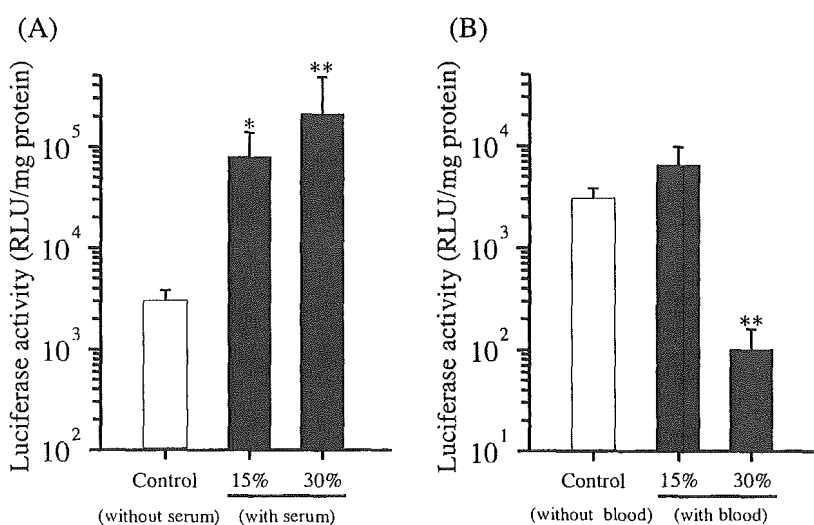 (A)
Luciferase activity (RLU/mg protein)
10^5
10^4
10^3
10^2
*
**
Control 15% 30%
(without serum) (with serum)
(B)
Luciferase activity (RLU/mg protein)
10^4
10^3
10^2
10^1
**
Control 15% 30%
(without blood) (with blood)